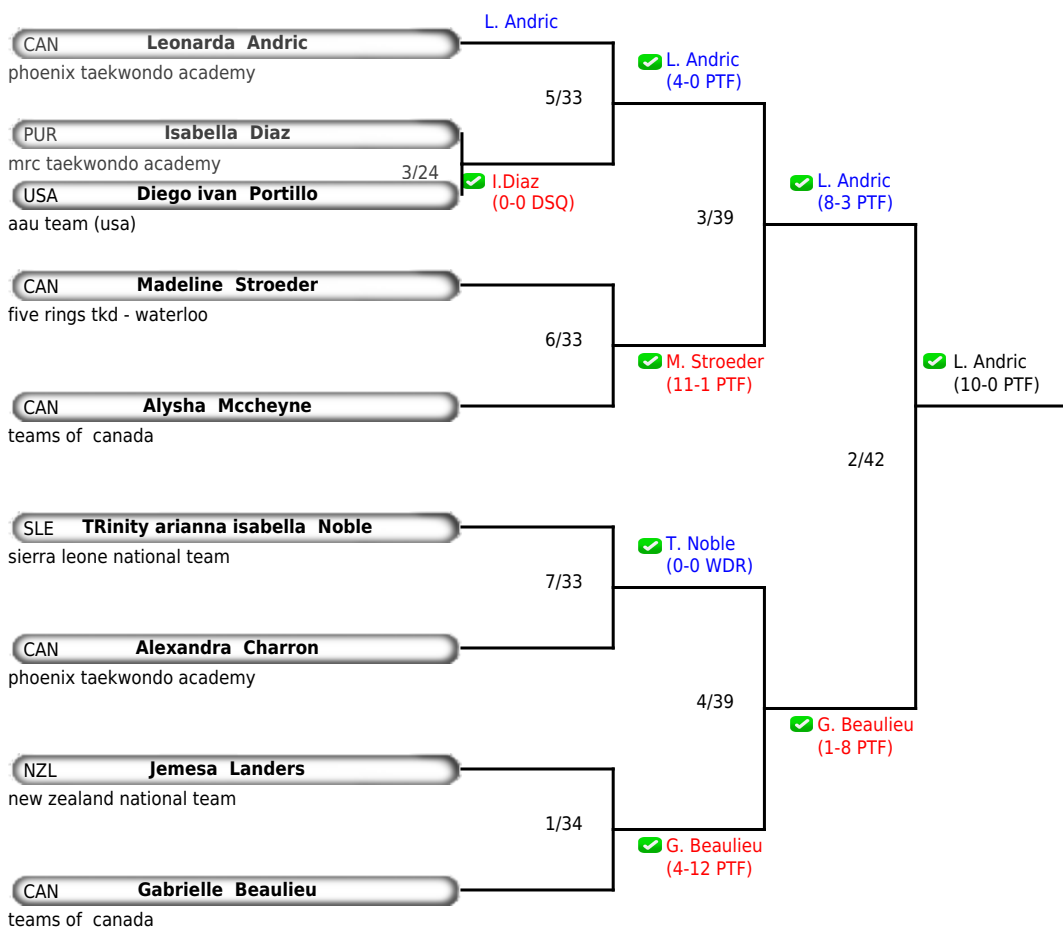 L. Andric
CAN Leonarda Andric
phoenix taekwondo academy
L. Andric
(4-0 PTF)
5/33
PUR Isabella Diaz
mrc taekwondo academy
3/24
I.Diaz
(0-0 DSQ)
USA Diego ivan Portillo
aau team (usa)
L. Andric
(8-3 PTF)
3/39
CAN Madeline Stroeder
five rings tkd - waterloo
6/33
M. Stroeder
(11-1 PTF)
L. Andric
(10-0 PTF)
CAN Alysha Mccheyne
teams of canada
2/42
SLE TRinity arianna isabella Noble
sierra leone national team
T. Noble
(0-0 WDR)
7/33
CAN Alexandra Charron
phoenix taekwondo academy
4/39
G. Beaulieu
(1-8 PTF)
NZL Jemesa Landers
new zealand national team
1/34
G. Beaulieu
(4-12 PTF)
CAN Gabrielle Beaulieu
teams of canada